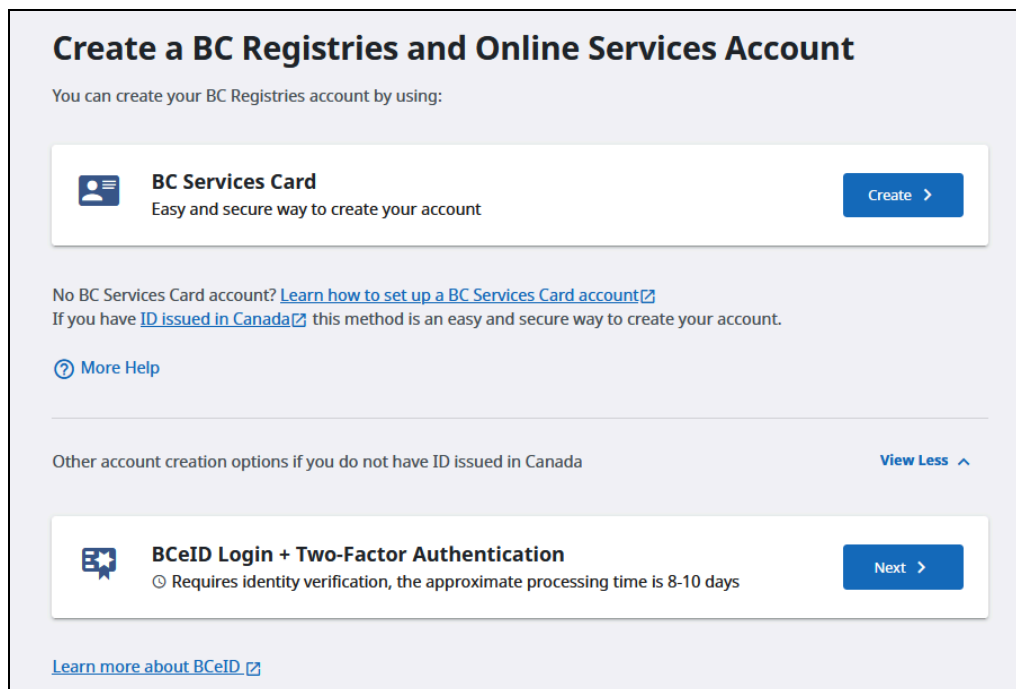 Create a BC Registries and Online Services Account
You can create your BC Registries account by using:
BC Services Card
Easy and secure way to create your account
Create
No BC Services Card account? Learn how to set up a BC Services Card account
If you have ID issued in Canada this method is an easy and secure way to create your account.
More Help
Other account creation options if you do not have ID issued in Canada
View Less
BCeID Login + Two-Factor Authentication
Requires identity verification, the approximate processing time is 8-10 days
Next
Learn more about BCeID